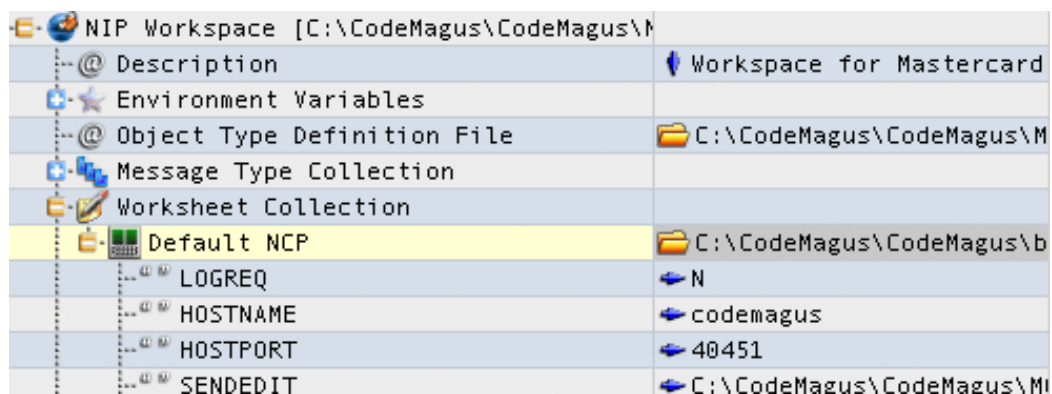 NIP Workspace [C:\CodeMagus\CodeMagus\
@ Description Workspace for Mastercard
Environment Variables
@ Object Type Definition File C:\CodeMagus\CodeMagus\M
Message Type Collection
Worksheet Collection
Default NCP C:\CodeMagus\CodeMagus\b
LOGREQ N
HOSTNAME codemagus
HOSTPORT 40451
SENDEDIT C:\CodeMagus\CodeMagus\M